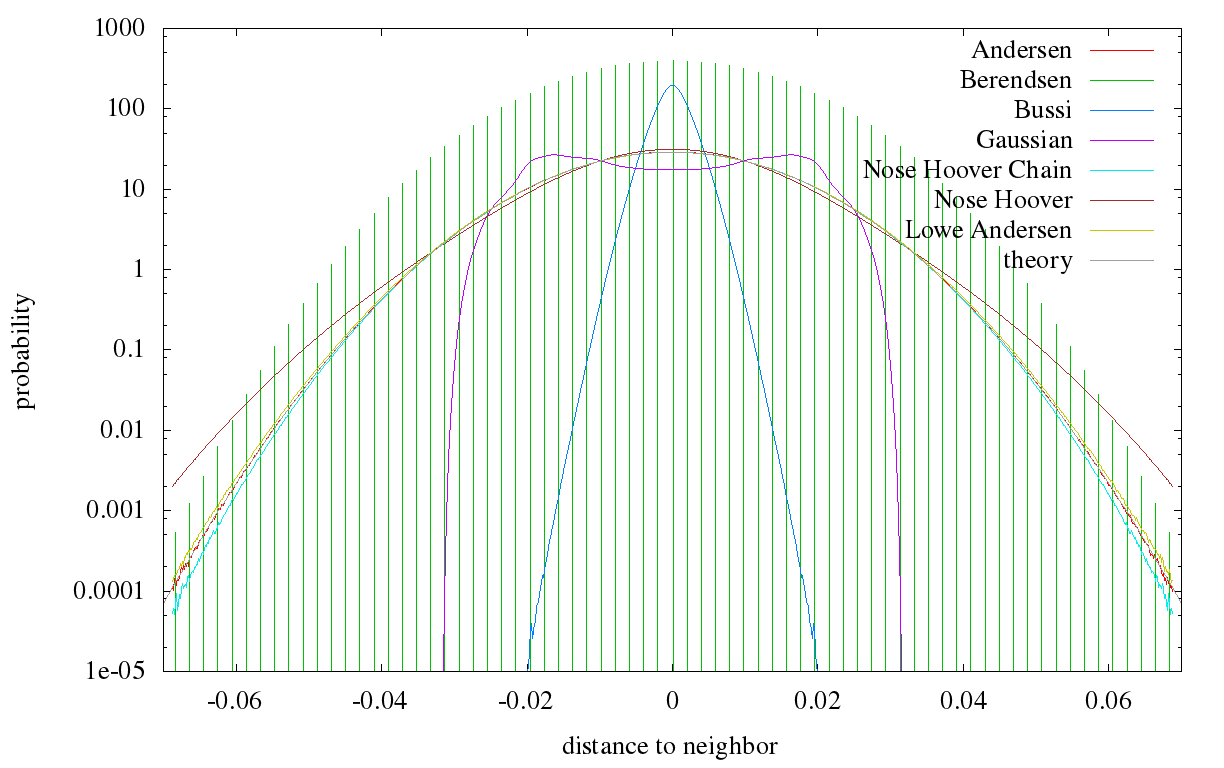 1000
100
10
1
0.1
0.01
0.001
0.0001
1e-05
-0.06
-0.04
-0.02
0
0.02
0.04
0.06
probability
distance to neighbor
Andersen
Berendsen
Bussi
Gaussian
Nose Hoover Chain
Nose Hoover
Lowe Andersen
theory